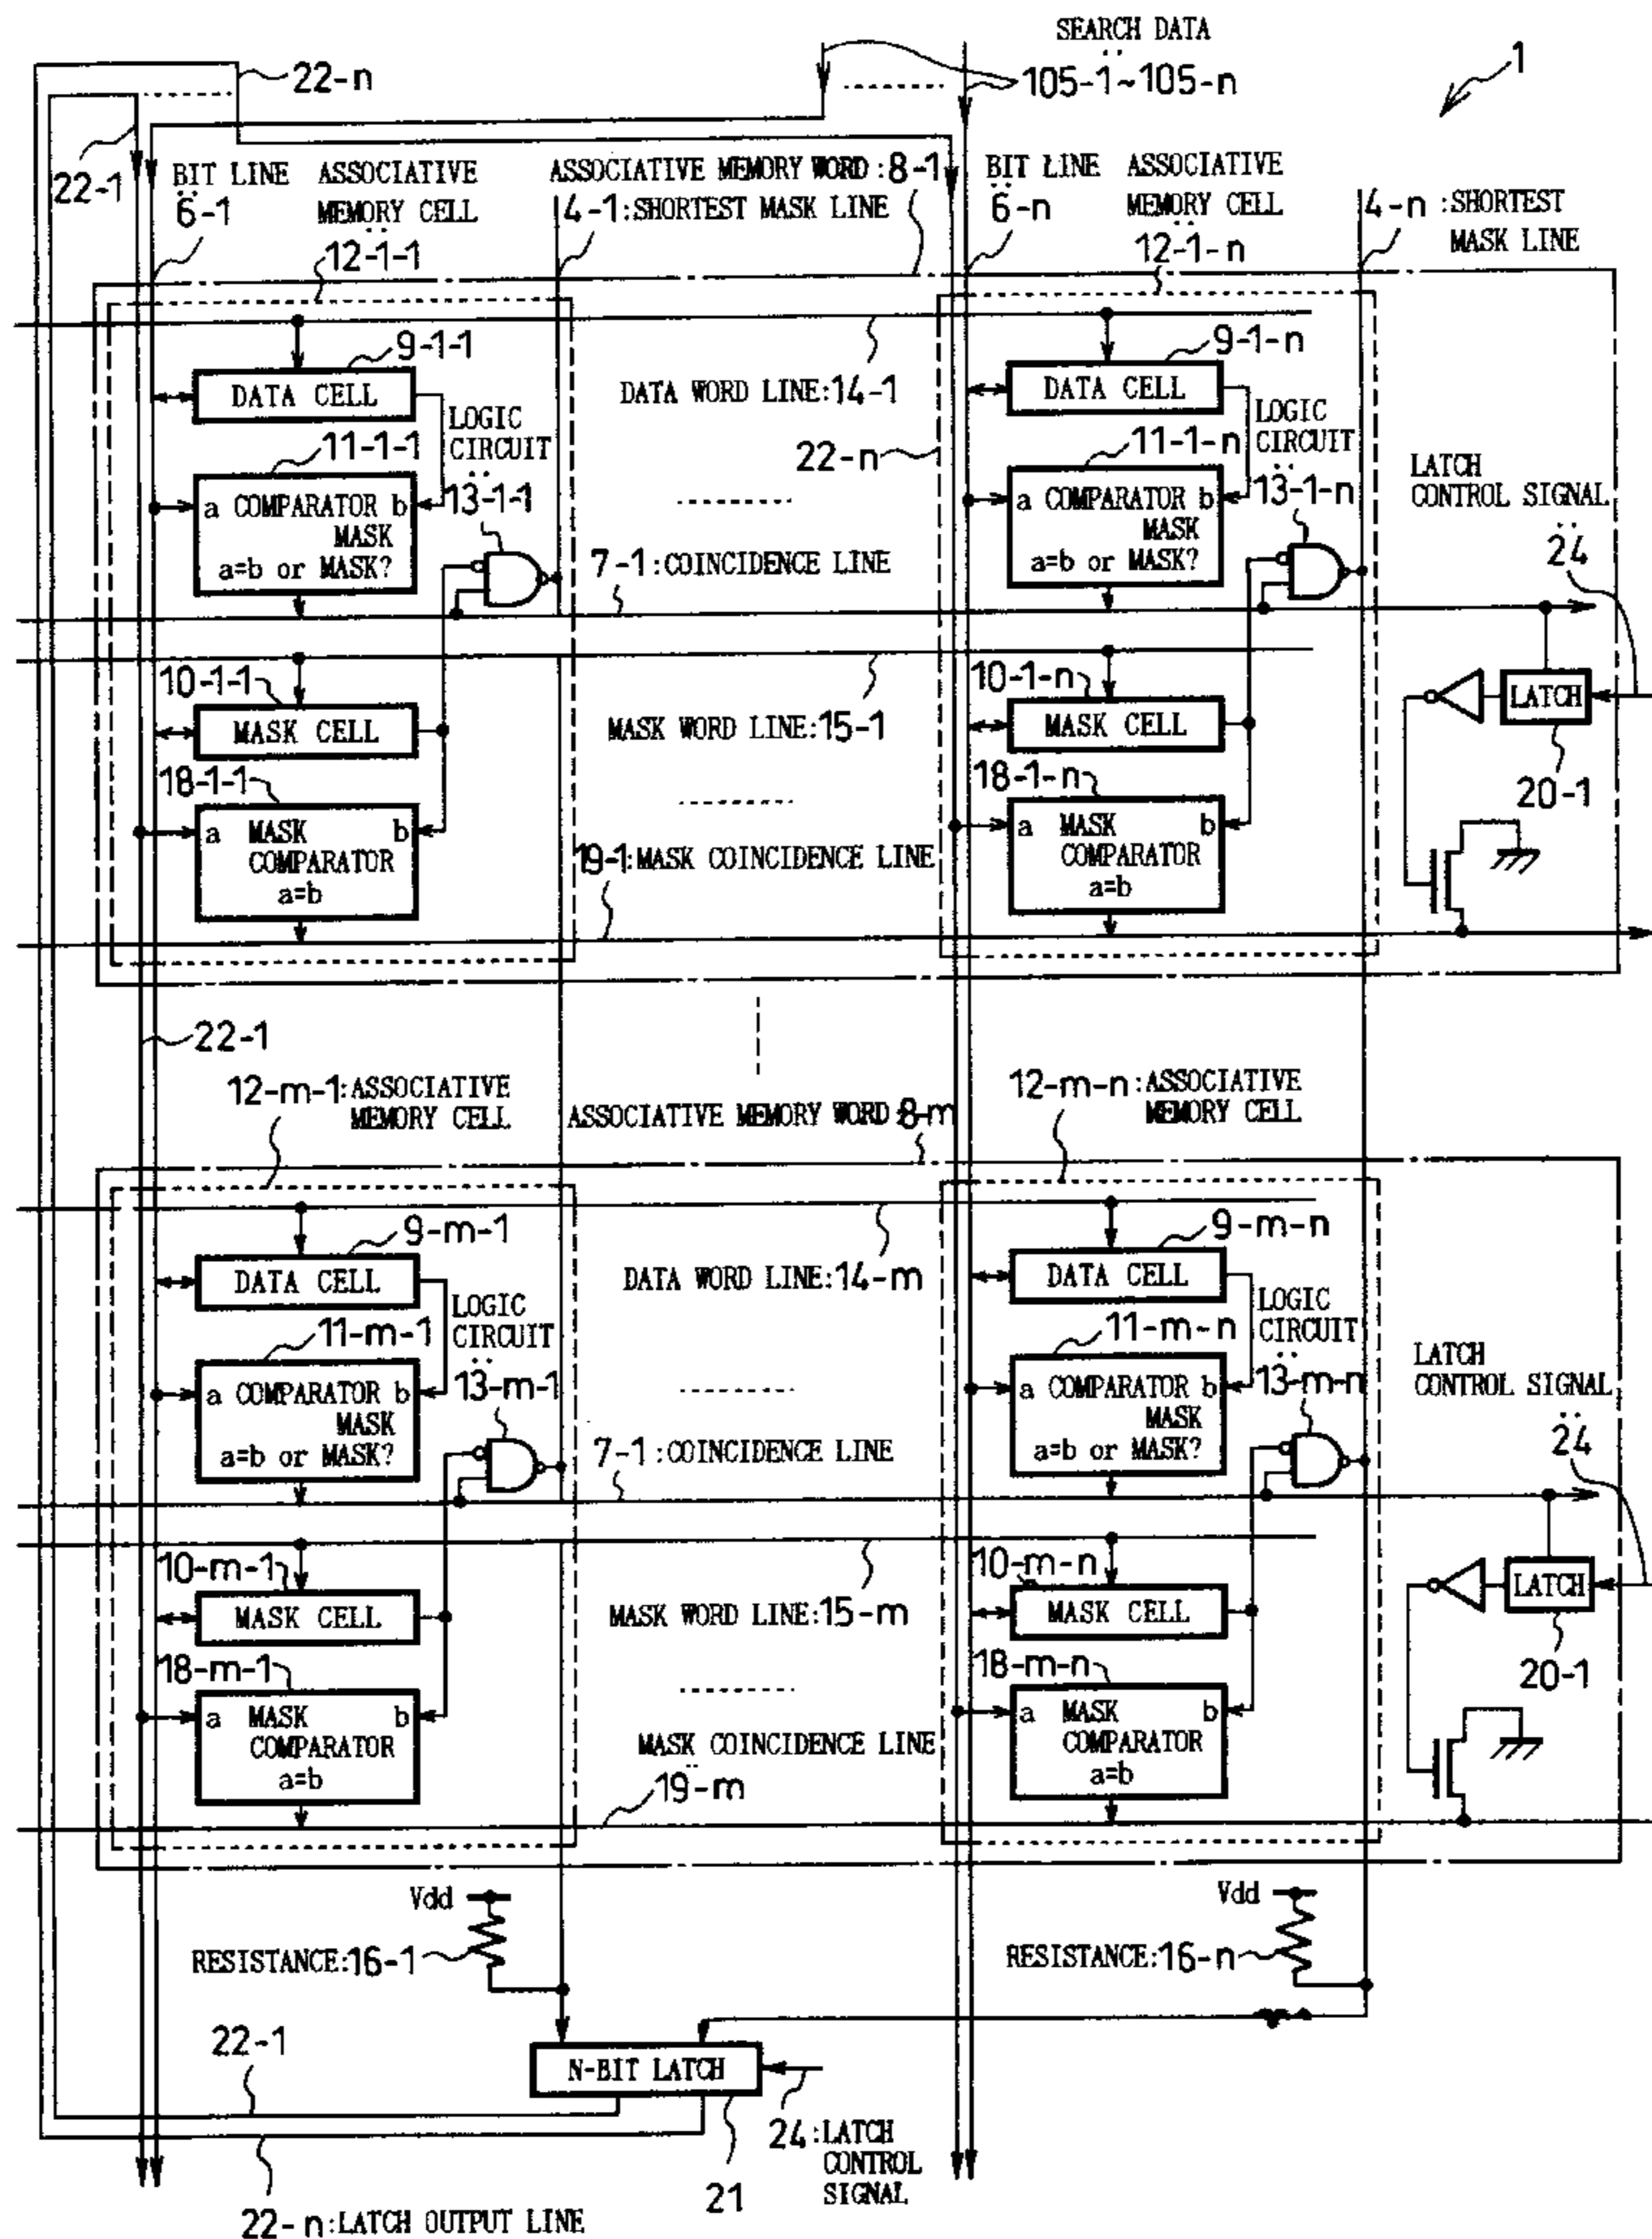 SEARCH DATA
105-1~105-n
1
22-n
22-1
BIT LINE
6-1
ASSOCIATIVE
MEMORY CELL
12-1-1
ASSOCIATIVE MEMORY WORD:8-1
4-1:SHORTEST MASK LINE
BIT LINE
6-n
ASSOCIATIVE
MEMORY CELL
12-1-n
4-n:SHORTEST
MASK LINE
9-1-1
DATA CELL
DATA WORD LINE:14-1
9-1-n
DATA CELL
LOGIC
CIRCUIT
13-1-1
11-1-1
a COMPARATOR b
MASK
a=b or MASK?
22-n
LOGIC
CIRCUIT
13-1-n
11-1-n
a COMPARATOR b
MASK
a=b or MASK?
LATCH
CONTROL SIGNAL
24
7-1:COINCIDENCE LINE
10-1-1
MASK CELL
MASK WORD LINE:15-1
10-1-n
MASK CELL
LATCH
20-1
18-1-1
a MASK b
COMPARATOR
a=b
19-1:MASK COINCIDENCE LINE
18-1-n
a MASK b
COMPARATOR
a=b
22-1
12-m-1:ASSOCIATIVE
MEMORY CELL
ASSOCIATIVE MEMORY WORD:8-m
12-m-n:ASSOCIATIVE
MEMORY CELL
9-m-1
DATA CELL
DATA WORD LINE:14-m
9-m-n
DATA CELL
LOGIC
CIRCUIT
13-m-1
11-m-1
a COMPARATOR b
MASK
a=b or MASK?
LOGIC
CIRCUIT
13-m-n
11-m-n
a COMPARATOR b
MASK
a=b or MASK?
LATCH
CONTROL SIGNAL
24
7-1:COINCIDENCE LINE
10-m-1
MASK CELL
MASK WORD LINE:15-m
10-m-n
MASK CELL
LATCH
20-1
18-m-1
a MASK b
COMPARATOR
a=b
MASK COINCIDENCE LINE
19-m
18-m-n
a MASK b
COMPARATOR
a=b
Vdd
RESISTANCE:16-1
Vdd
RESISTANCE:16-n
22-1
N-BIT LATCH
21
24:LATCH
CONTROL
SIGNAL
22-n:LATCH OUTPUT LINE